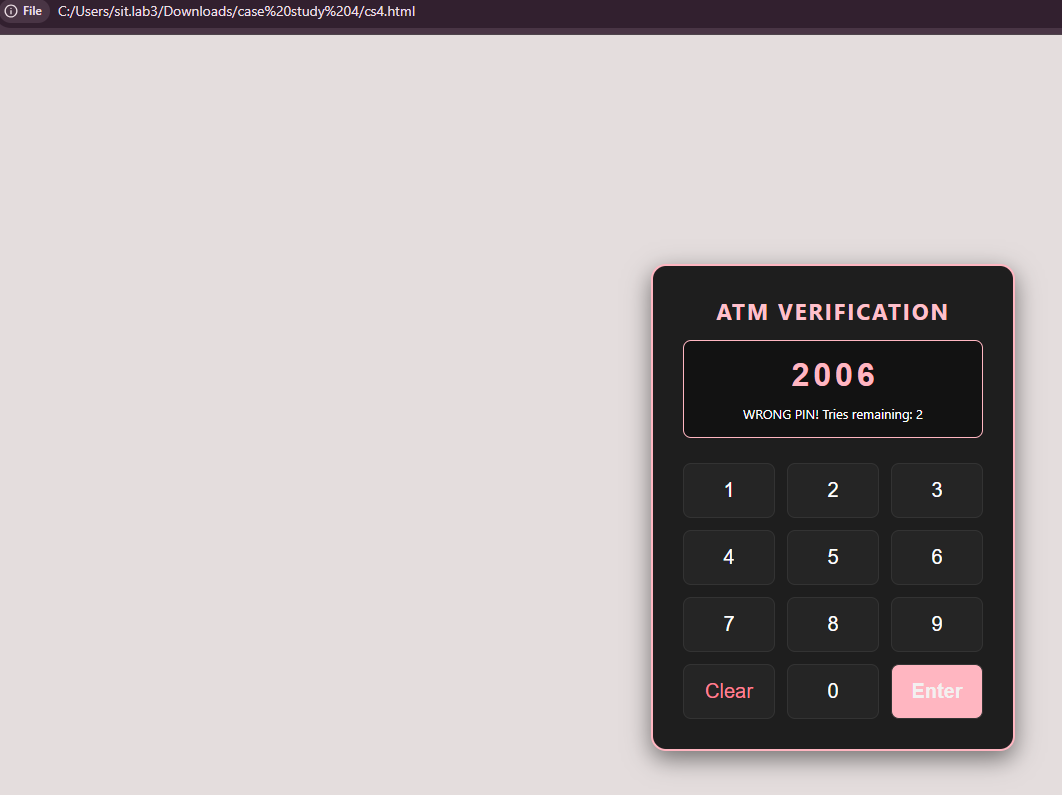 File C:/Users/sit.lab3/Downloads/case%20study%204/cs4.html
ATM VERIFICATION
2006
WRONG PIN! Tries remaining: 2
1 2 3
4 5 6
7 8 9
Clear 0 Enter